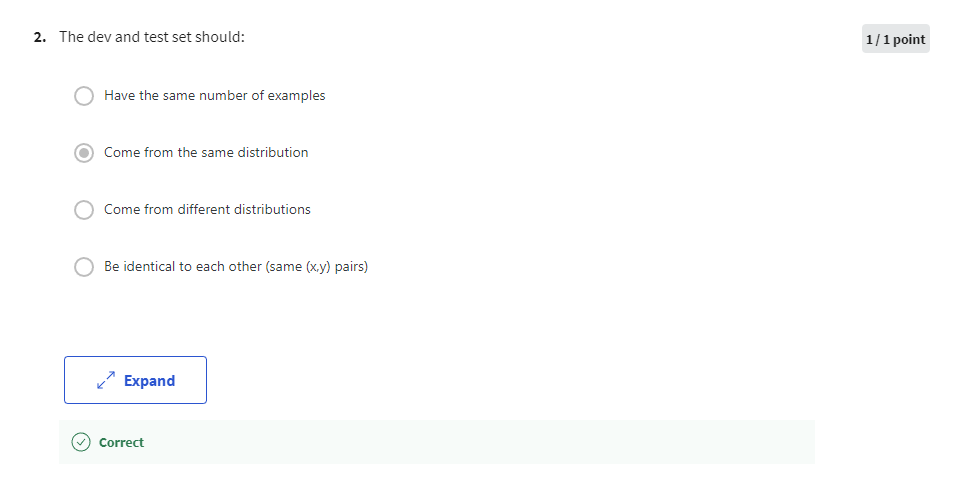 2. The dev and test set should:
1 / 1 point
Have the same number of examples
Come from the same distribution
Come from different distributions
Be identical to each other (same (x,y) pairs)
Expand
Correct